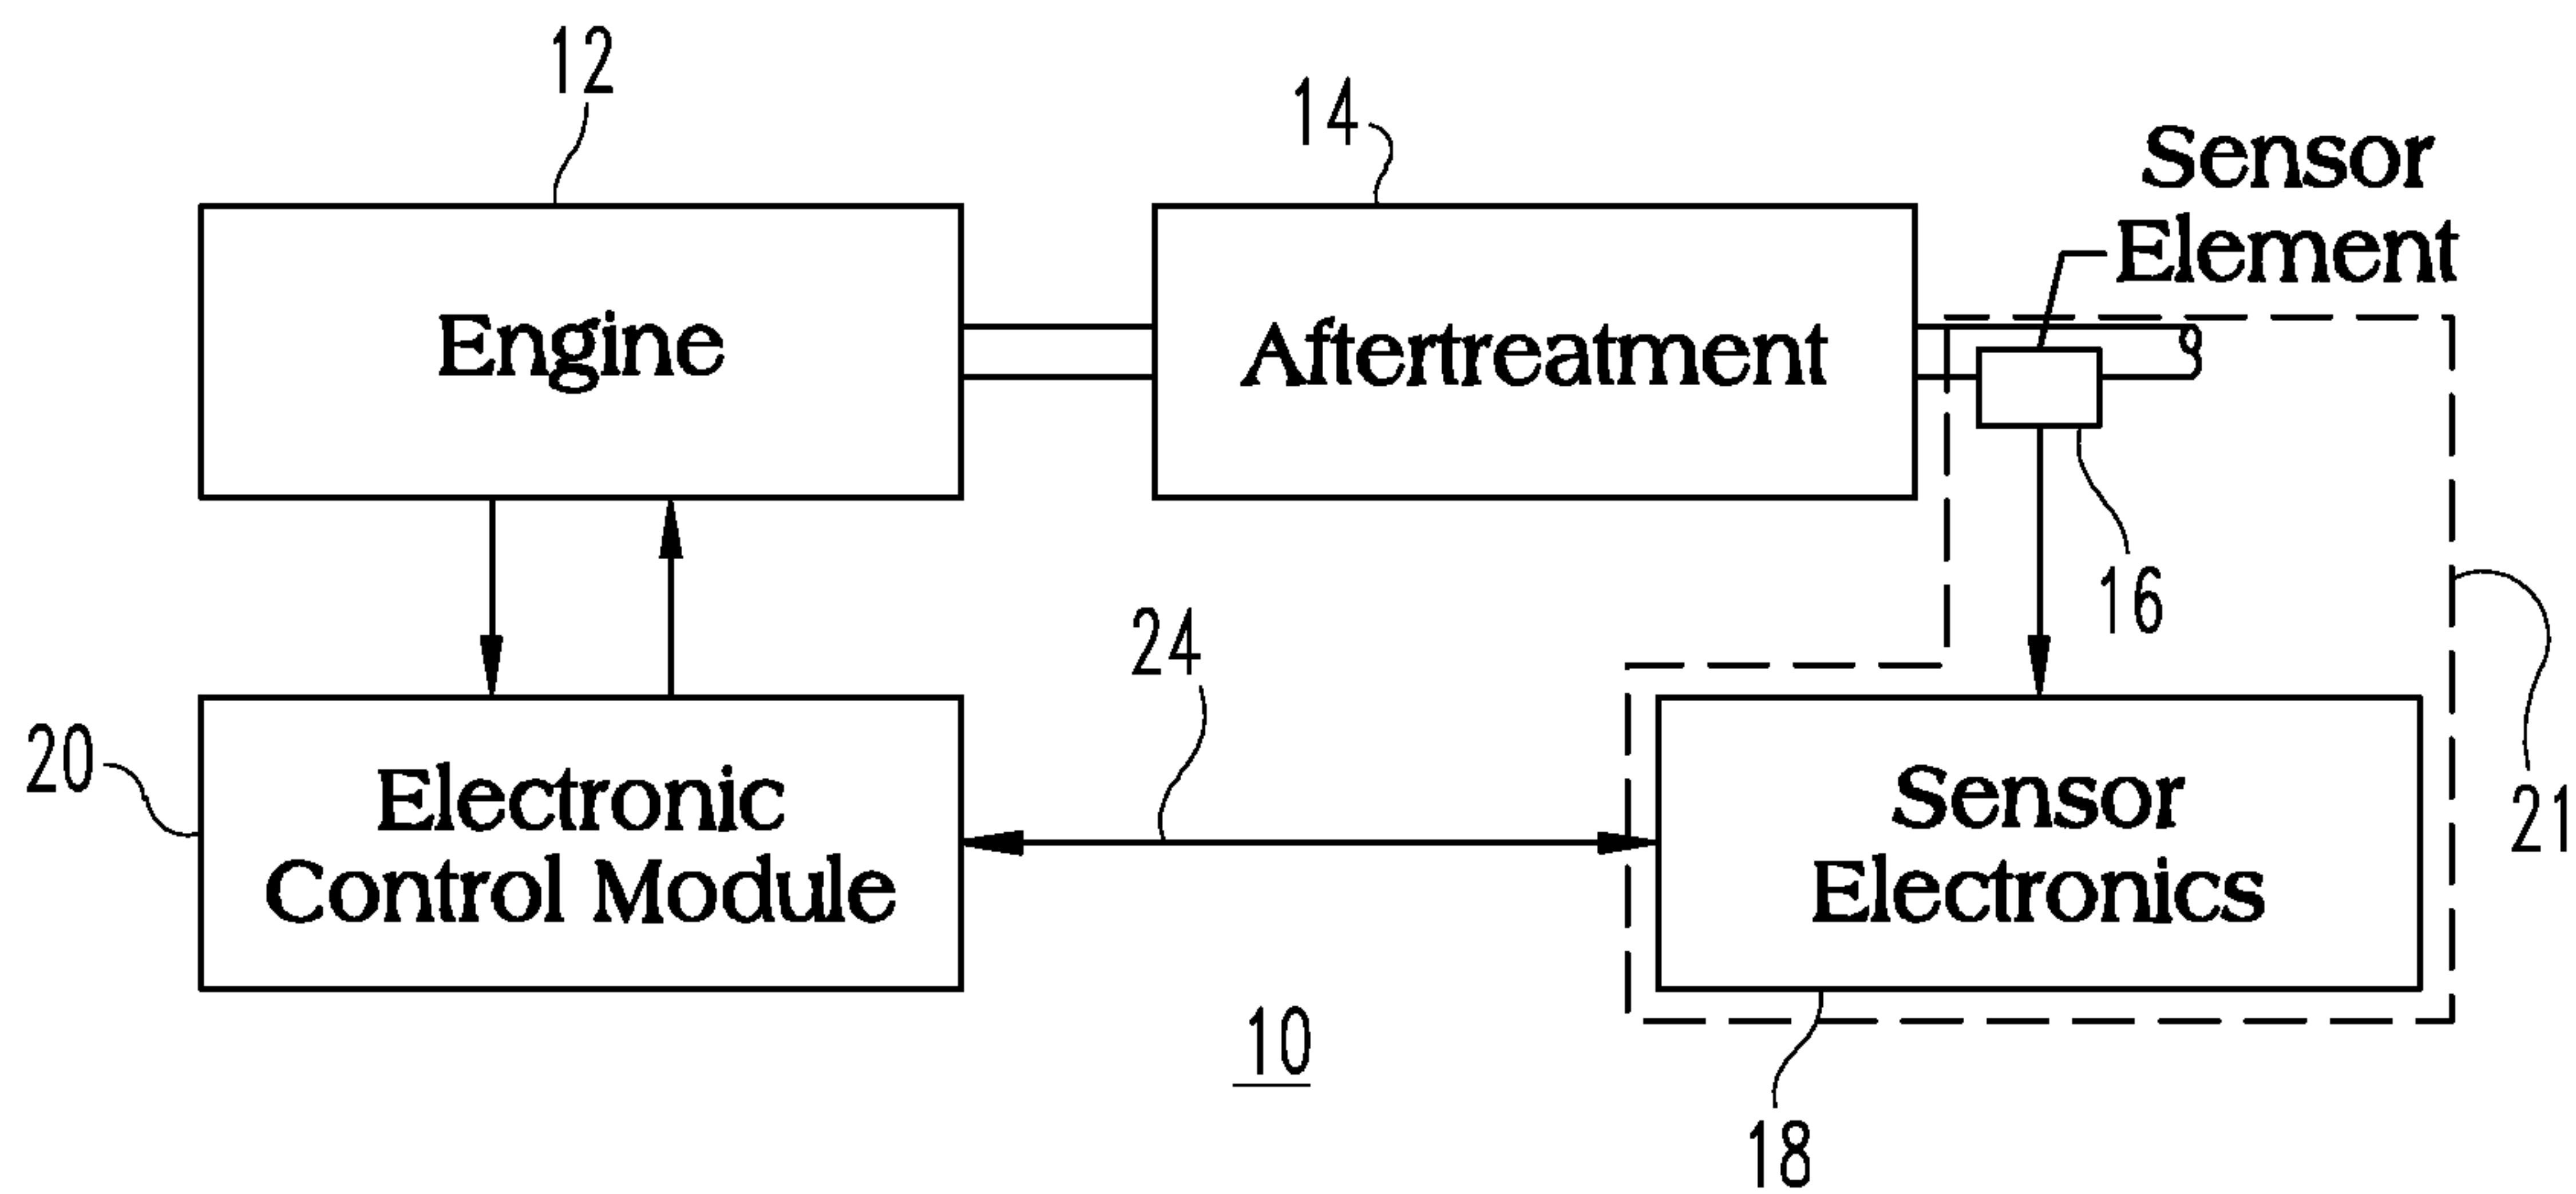 12
14
Sensor
Element
Engine
Aftertreatment
16
24
20
Electronic
Control Module
Sensor
Electronics
21
10
18